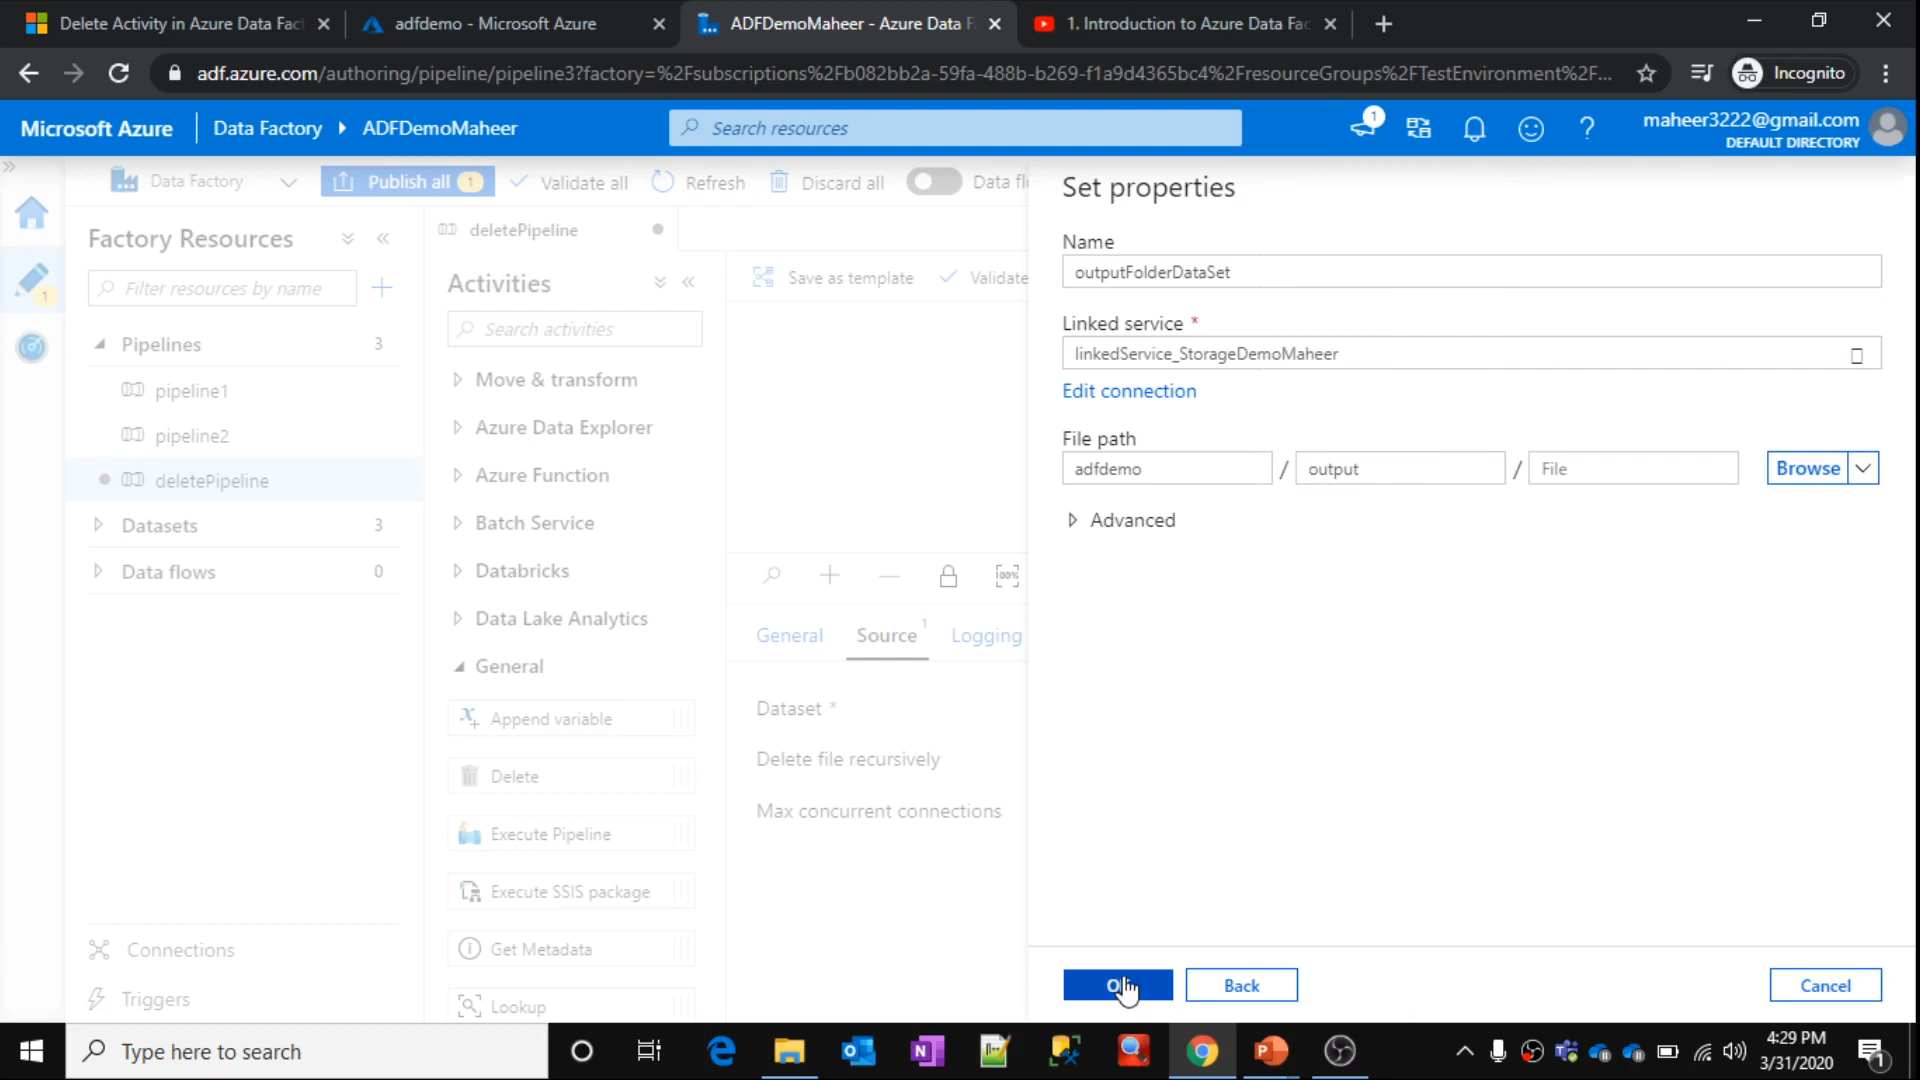 Delete Activity in Azure Data Fact
adfdemo - Microsoft Azure
ADFDemoMaheer - Azure Data F
1. Introduction to Azure Data Fac
adf.azure.com/authoring/pipeline/pipeline3?factory=%2Fsubscriptions%2Fb082bb2a-59fa-488b-b269-f1a9d4365bc4%2FresourceGroups%2FTestEnvironment%2F...
Incognito
Microsoft Azure
Data Factory
ADFDemoMaheer
Search resources
1
maheer3222@gmail.com
DEFAULT DIRECTORY
Data Factory
Publish all 1
Validate all
Refresh
Discard all
Data flo
Factory Resources
Filter resources by name
1
Pipelines 3
pipeline1
pipeline2
deletePipeline
Datasets 3
Data flows 0
Connections
Triggers
deletePipeline
Activities
Search activities
Move & transform
Azure Data Explorer
Azure Function
Batch Service
Databricks
Data Lake Analytics
General
Append variable
Delete
Execute Pipeline
Execute SSIS package
Get Metadata
Lookup
Save as template
Validate
100%
General
Source 1
Logging
Dataset *
Delete file recursively
Max concurrent connections
Set properties
Name
outputFolderDataSet
Linked service *
linkedService_StorageDemoMaheer
Edit connection
File path
adfdemo / output / File
Browse
Advanced
Back
Cancel
Type here to search
4:29 PM
3/31/2020
1